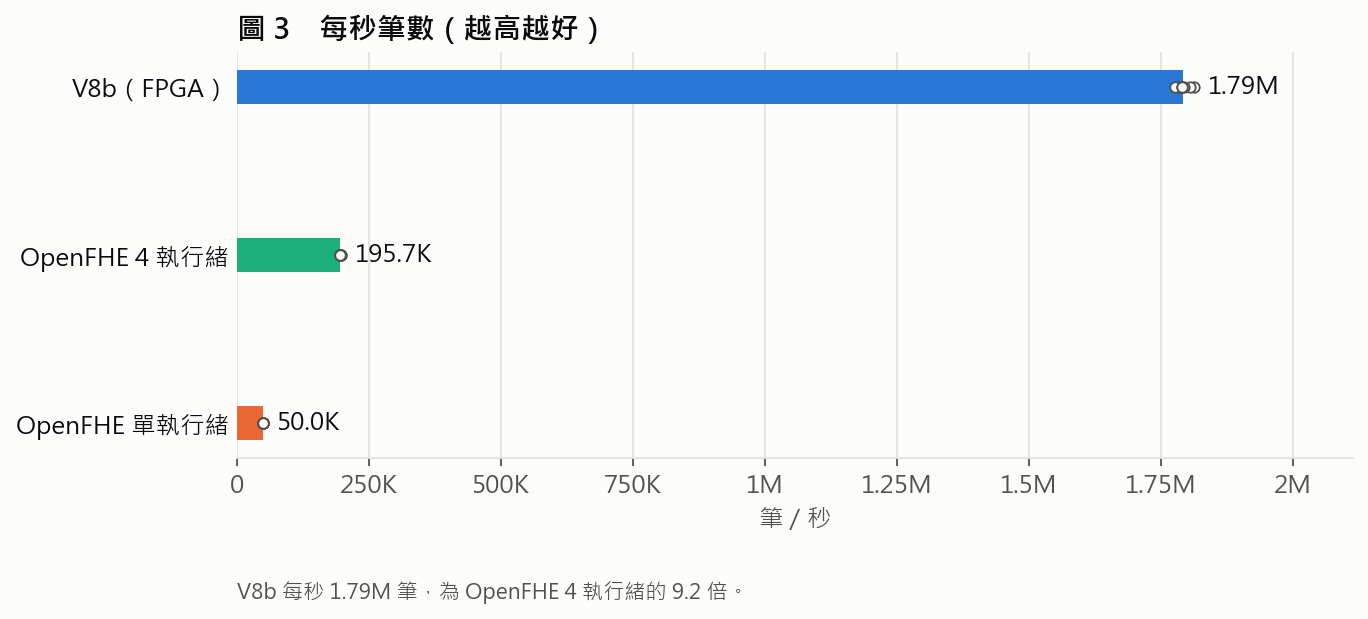 圖 3　每秒筆數（越高越好）
V8b（FPGA）
1.79M
OpenFHE 4 執行緒
195.7K
OpenFHE 單執行緒
50.0K
0 250K 500K 750K 1M 1.25M 1.5M 1.75M 2M
筆 / 秒
V8b 每秒 1.79M 筆，為 OpenFHE 4 執行緒的 9.2 倍。